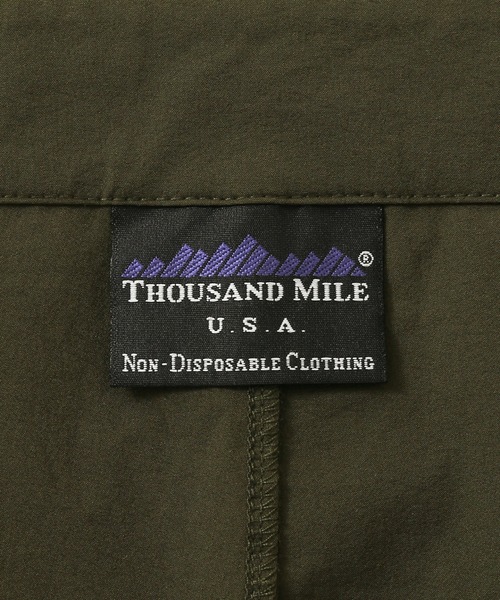 ®
THOUSAND MILE
U.S.A.
NON-DISPOSABLE CLOTHING